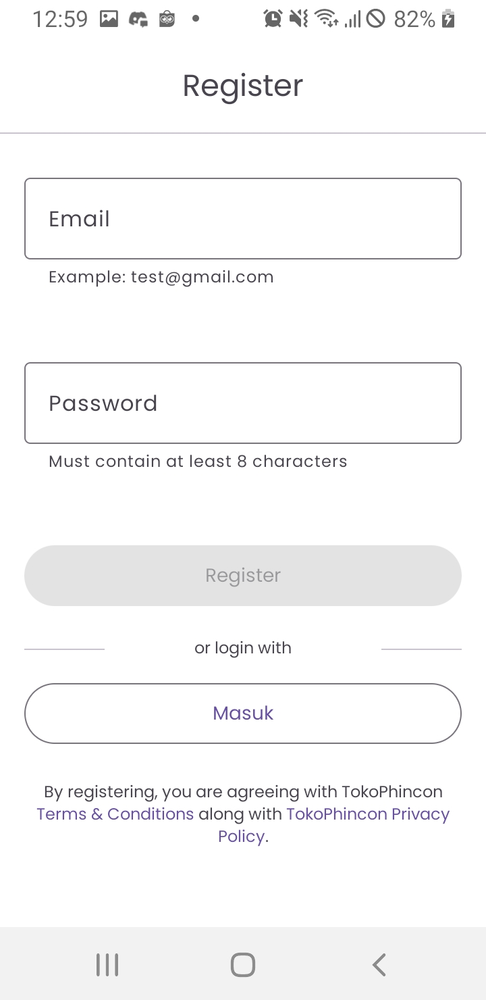 12:59 82%
Register
Email
Example: test@gmail.com
Password
Must contain at least 8 characters
Register
or login with
Masuk
By registering, you are agreeing with TokoPhincon
Terms & Conditions along with TokoPhincon Privacy
Policy.